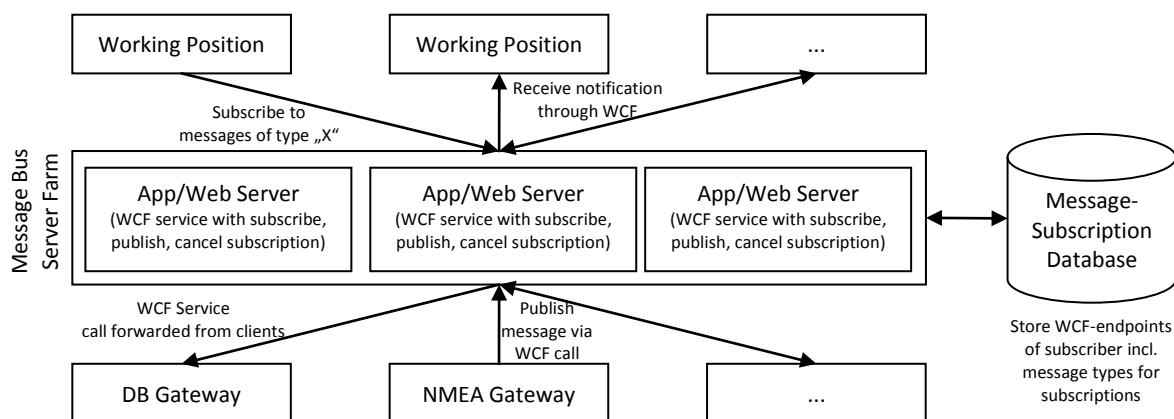 Working Position
Working Position
...
Subscribe to
messages of type „X“
Receive notification
through WCF
Message Bus
Server Farm
App/Web Server
(WCF service with subscribe,
publish, cancel subscription)
App/Web Server
(WCF service with subscribe,
publish, cancel subscription)
App/Web Server
(WCF service with subscribe,
publish, cancel subscription)
Message-
Subscription
Database
Store WCF-endpoints
of subscriber incl.
message types for
subscriptions
WCF Service
call forwarded from clients
Publish
message via
WCF call
DB Gateway
NMEA Gateway
...